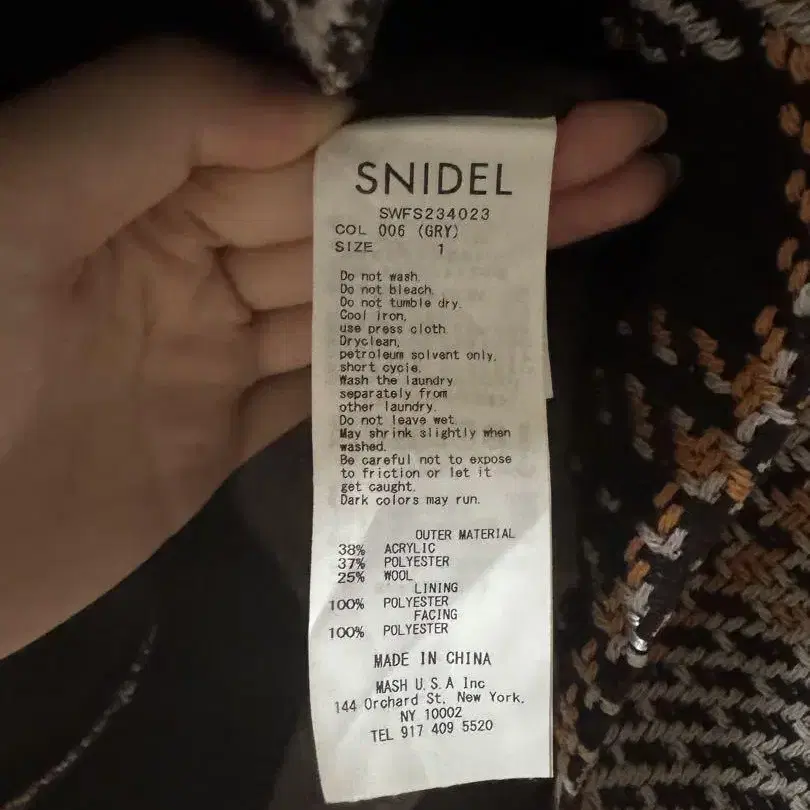 SNIDEL
SWFS234023
COL 006 (GRY)
SIZE 1
Do not wash.
Do not bleach.
Do not tumble dry.
Cool iron,
use press cloth.
Dryclean,
petroleum solvent only.
short cycle.
Wash the laundry
separately from
other laundry.
Do not leave wet.
May shrink slightly when
washed.
Be careful not to expose
to friction or let it
get caught.
Dark colors may run.
OUTER MATERIAL
38% ACRYLIC
37% POLYESTER
25% WOOL
LINING
100% POLYESTER
FACING
100% POLYESTER
MADE IN CHINA
MASH U.S.A Inc
144 Orchard St, New York,
NY 10002
TEL 917 409 5520